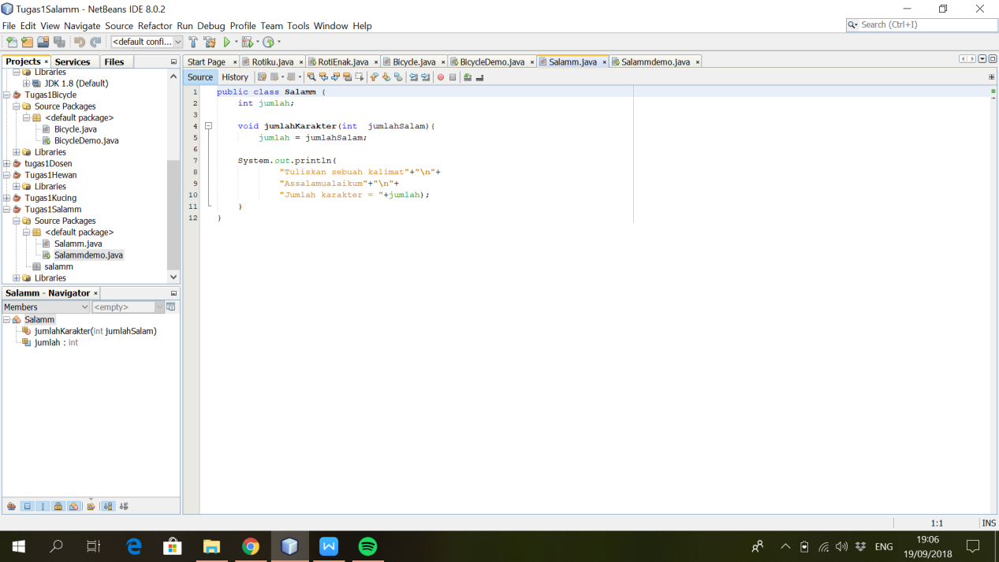 Tugas1Salamm - NetBeans IDE 8.0.2
File Edit View Navigate Source Refactor Run Debug Profile Team Tools Window Help
Search (Ctrl+I)
<default confi...
Projects × Services Files
Start Page × Rotiku.java × RotiEnak.java × Bicycle.java × BicycleDemo.java × Salamm.java × Salammdemo.java ×
Libraries
JDK 1.8 (Default)
Tugas1Bicycle
Source Packages
<default package>
Bicycle.java
BicycleDemo.java
Libraries
tugas1Dosen
Tugas1Hewan
Libraries
Tugas1Kucing
Tugas1Salamm
Source Packages
<default package>
Salamm.java
Salammdemo.java
salamm
Libraries
Salamm - Navigator ×
Members <empty>
Salamm
jumlahKarakter(int jumlahSalam)
jumlah : int
Source History
1 public class Salamm {
2 int jumlah;
3
4 void jumlahKarakter(int  jumlahSalam){
5 jumlah = jumlahSalam;
6
7 System.out.println(
8 "Tuliskan sebuah kalimat"+"\n"+
9 "Assalamualaikum"+"\n"+
10 "Jumlah karakter = "+jumlah);
11 }
12 }
1:1 INS
ENG
19:06
19/09/2018